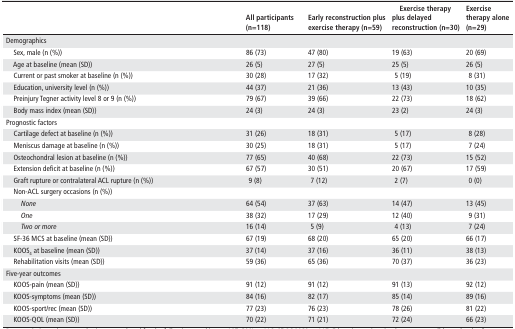 All participants (n=118) Early reconstruction plus exercise therapy (n=59) Exercise therapy plus delayed reconstruction (n=30) Exercise therapy alone (n=29)
Demographics
Sex, male (n (%)) 86 (73) 47 (80) 19 (63) 20 (69)
Age at baseline (mean (SD)) 26 (5) 27 (5) 25 (5) 26 (5)
Current or past smoker at baseline (n (%)) 30 (28) 17 (32) 5 (19) 8 (31)
Education, university level (n (%)) 44 (37) 21 (36) 13 (43) 10 (35)
Preinjury Tegner activity level 8 or 9 (n (%)) 79 (67) 39 (66) 22 (73) 18 (62)
Body mass index (mean (SD)) 24 (3) 24 (3) 23 (2) 24 (3)
Prognostic factors
Cartilage defect at baseline (n (%)) 31 (26) 18 (31) 5 (17) 8 (28)
Meniscus damage at baseline (n (%)) 30 (25) 18 (31) 5 (17) 7 (24)
Osteochondral lesion at baseline (n (%)) 77 (65) 40 (68) 22 (73) 15 (52)
Extension deficit at baseline (n (%)) 67 (57) 30 (51) 20 (67) 17 (59)
Graft rupture or contralateral ACL rupture (n (%)) 9 (8) 7 (12) 2 (7) 0 (0)
Non-ACL surgery occasions (n (%))
None 64 (54) 37 (63) 14 (47) 13 (45)
One 38 (32) 17 (29) 12 (40) 9 (31)
Two or more 16 (14) 5 (9) 4 (13) 7 (24)
SF-36 MCS at baseline (mean (SD)) 67 (19) 68 (20) 65 (20) 66 (17)
KOOS₄ at baseline (mean (SD)) 37 (14) 37 (16) 36 (11) 38 (13)
Rehabilitation visits (mean (SD)) 59 (36) 65 (36) 70 (37) 36 (23)
Five-year outcomes
KOOS-pain (mean (SD)) 91 (12) 91 (12) 91 (13) 92 (12)
KOOS-symptoms (mean (SD)) 84 (16) 82 (17) 85 (14) 89 (16)
KOOS-sport/rec (mean (SD)) 77 (23) 76 (23) 78 (26) 81 (22)
KOOS-QOL (mean (SD)) 70 (22) 71 (21) 72 (24) 66 (23)